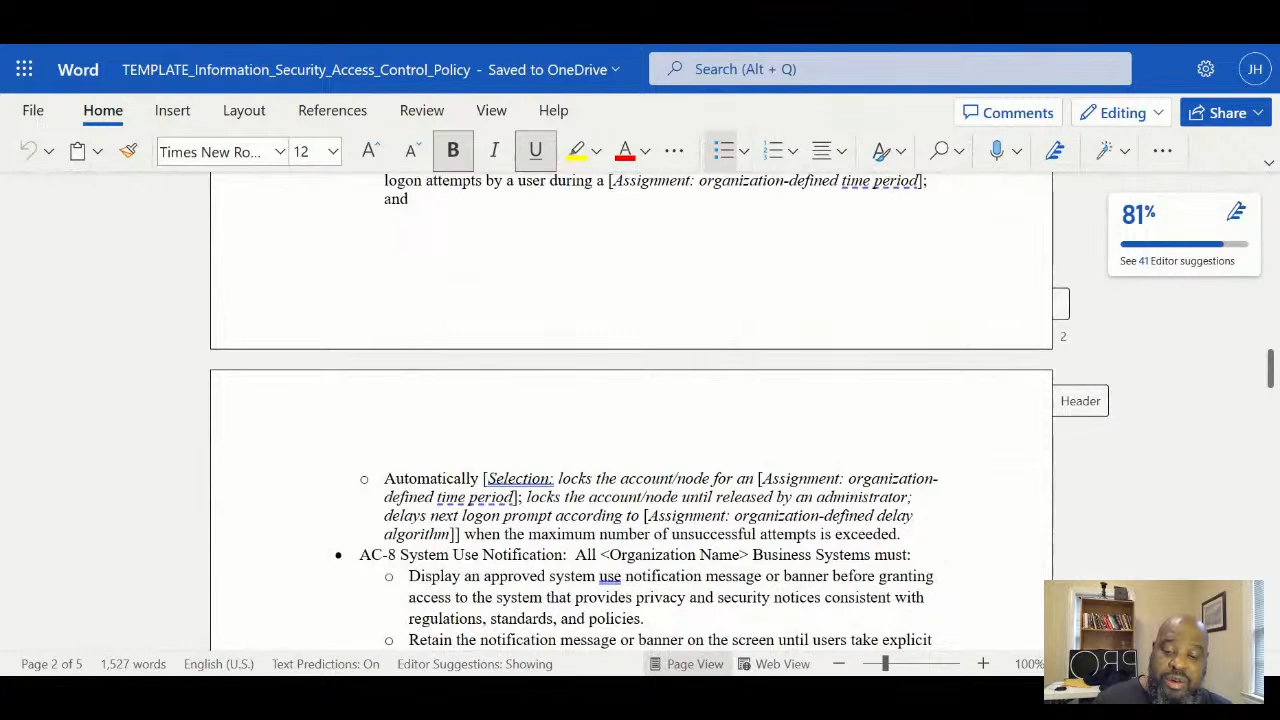 Word TEMPLATE_Information_Security_Access_Control_Policy - Saved to OneDrive Search (Alt + Q) JH
File Home Insert Layout References Review View Help Comments Editing Share
Times New Ro... 12 B I U A
logon attempts by a user during a [Assignment: organization-defined time period];
and
81%
See 41 Editor suggestions
2
Header
o Automatically [Selection: locks the account/node for an [Assignment: organization-
defined time period]; locks the account/node until released by an administrator;
delays next logon prompt according to [Assignment: organization-defined delay
algorithm]] when the maximum number of unsuccessful attempts is exceeded.
• AC-8 System Use Notification: All <Organization Name> Business Systems must:
o Display an approved system use notification message or banner before granting
access to the system that provides privacy and security notices consistent with
regulations, standards, and policies.
o Retain the notification message or banner on the screen until users take explicit
Page 2 of 5 1,527 words English (U.S.) Text Predictions: On Editor Suggestions: Showing Page View Web View 100%